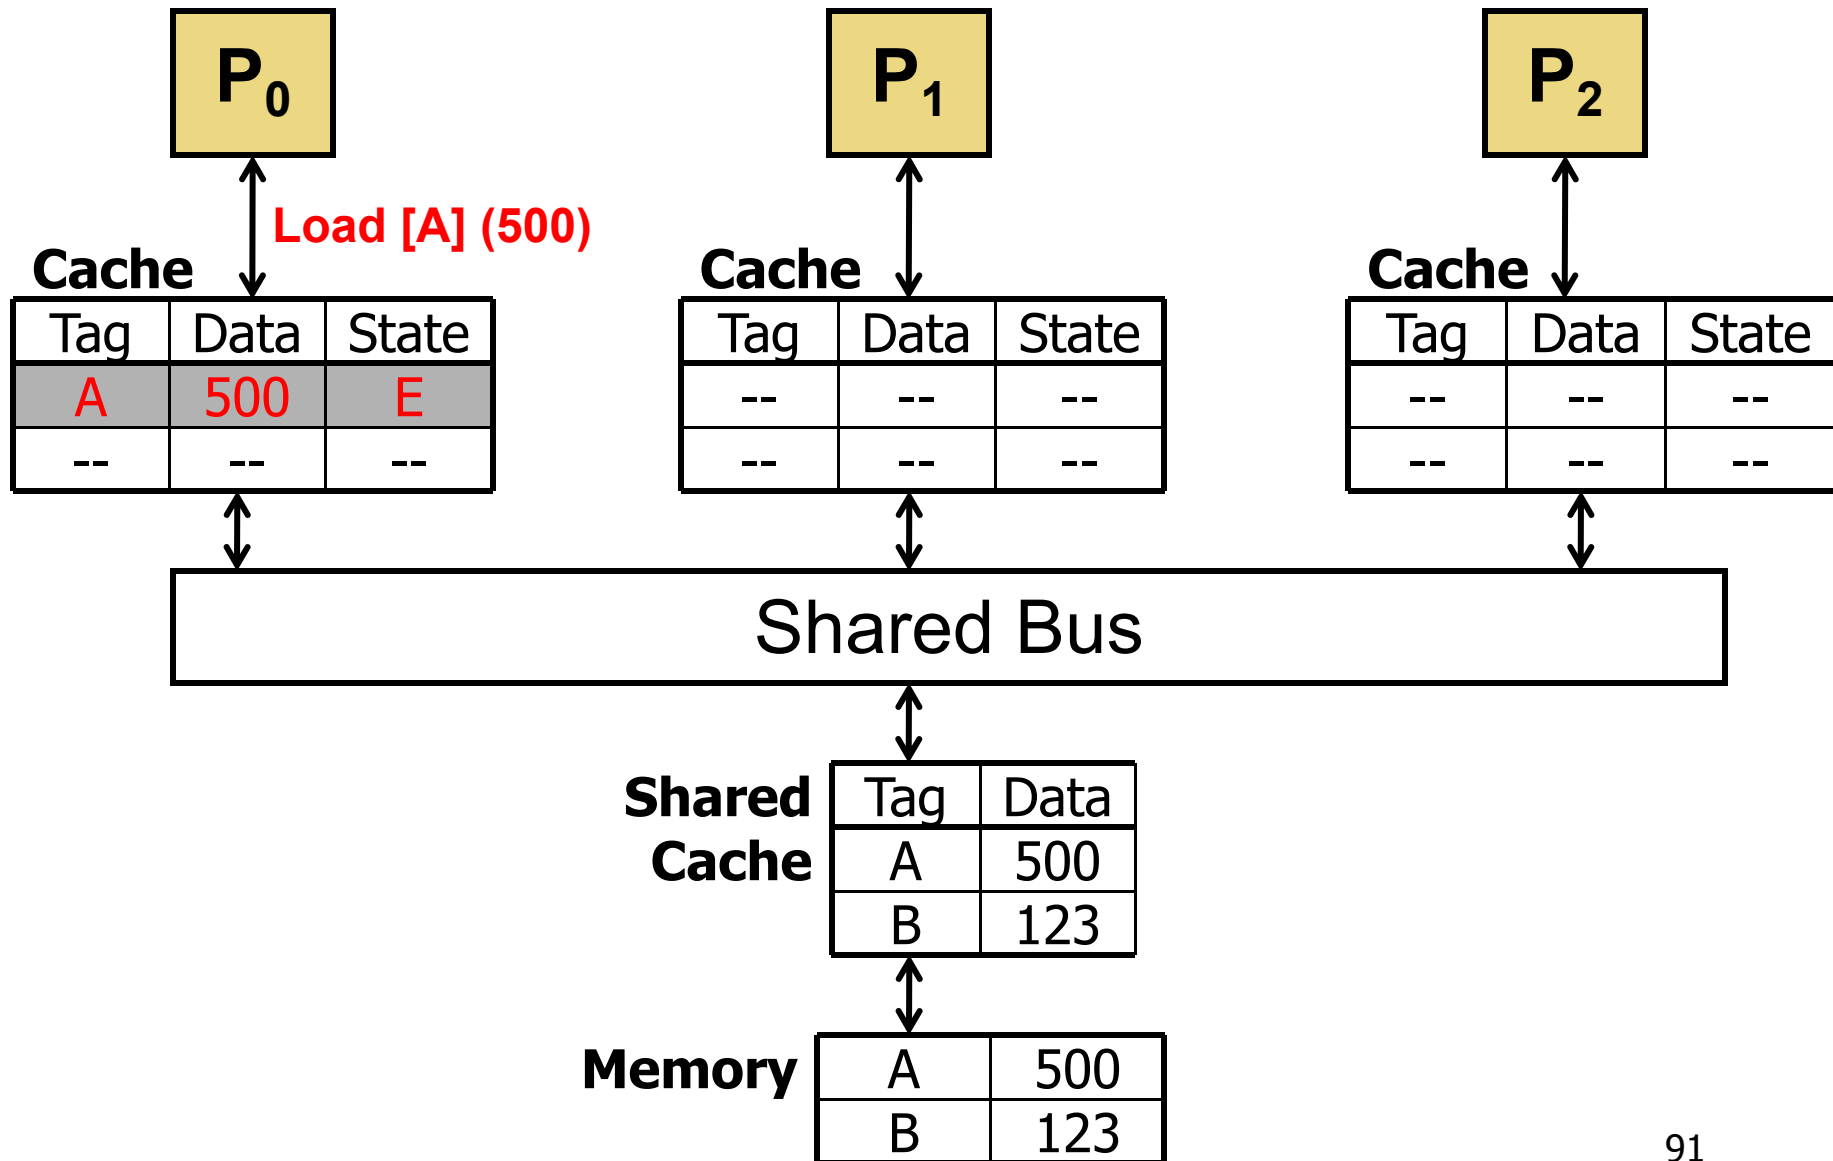 P0 P1 P2
Load [A] (500)
Cache Cache Cache
Tag Data State Tag Data State Tag Data State
A 500 E -- -- -- -- -- --
-- -- -- -- -- -- -- -- --
Shared Bus
Shared Tag Data
Cache A 500
B 123
Memory A 500
B 123
91